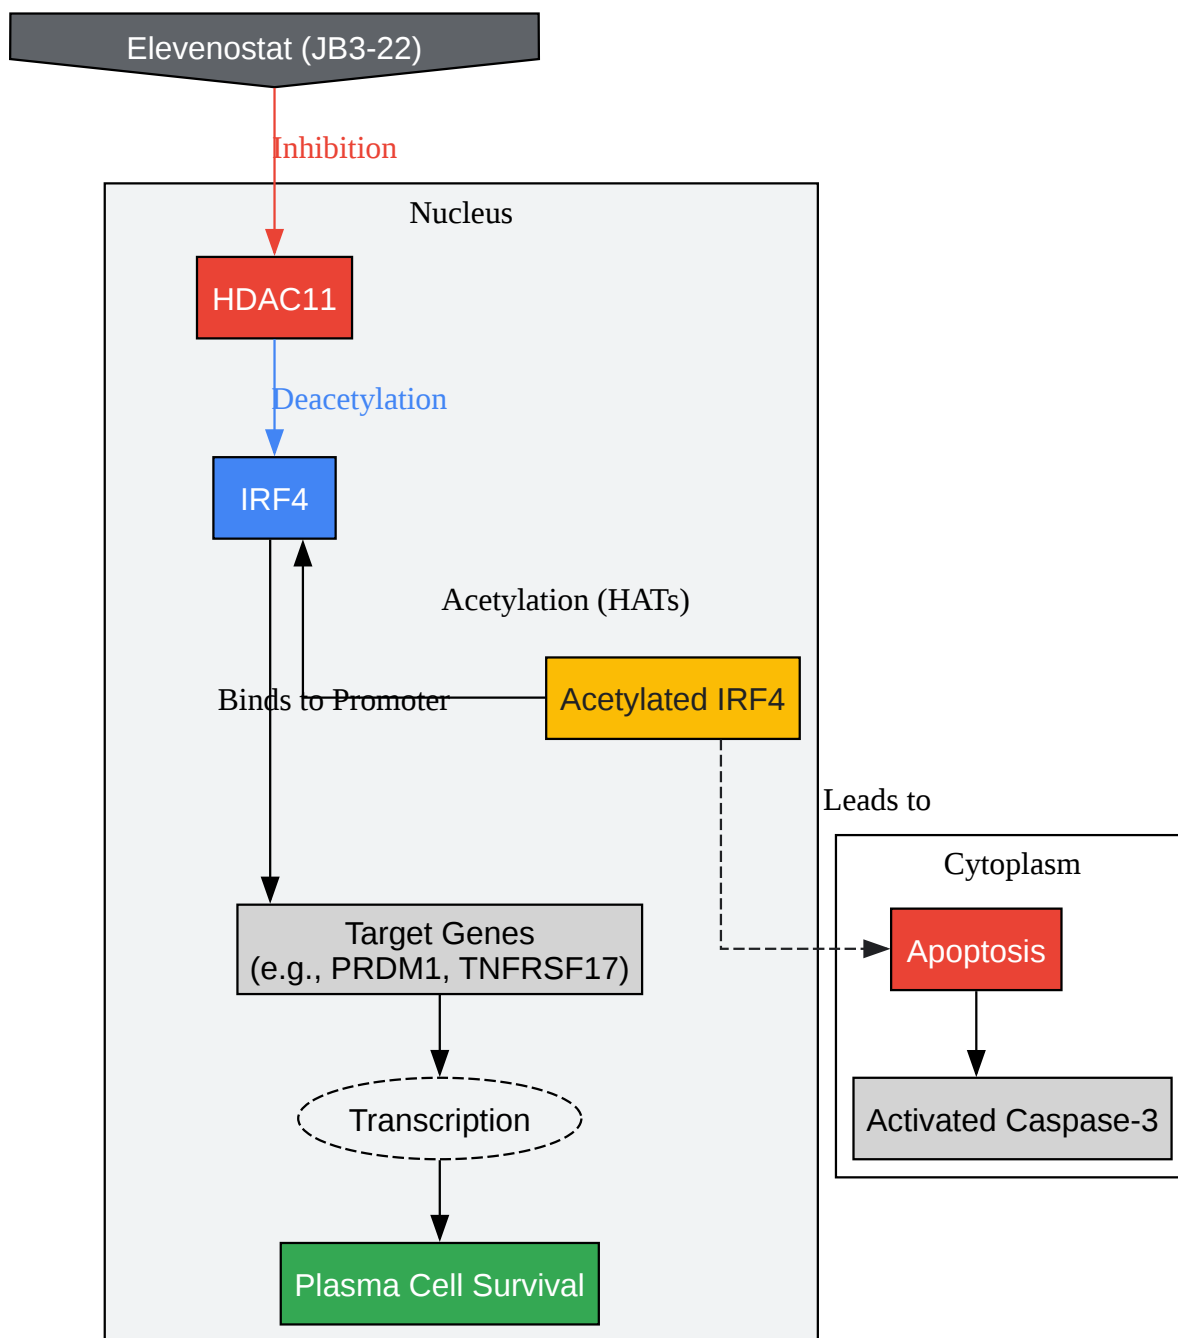 Elevenostat (JB3-22)
Inhibition
Nucleus
HDAC11
Deacetylation
IRF4
Acetylation (HATs)
Binds to Promoter
Acetylated IRF4
Leads to
Cytoplasm
Target Genes
(e.g., PRDM1, TNFRSF17)
Apoptosis
Transcription
Activated Caspase-3
Plasma Cell Survival